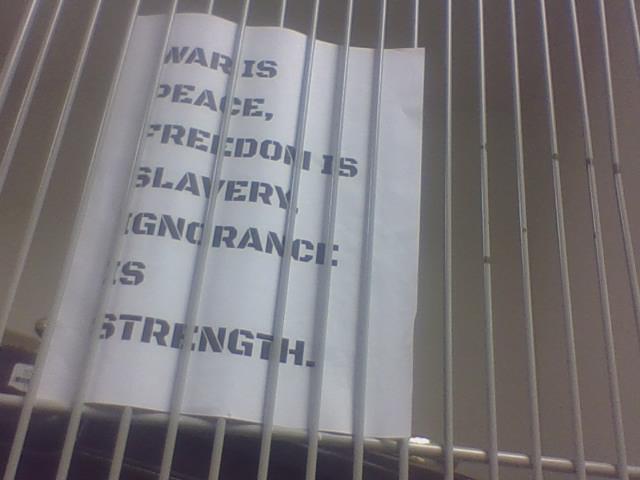 WAR IS
PEACE,
FREEDOM IS
SLAVERY,
IGNORANCE
IS
STRENGTH.